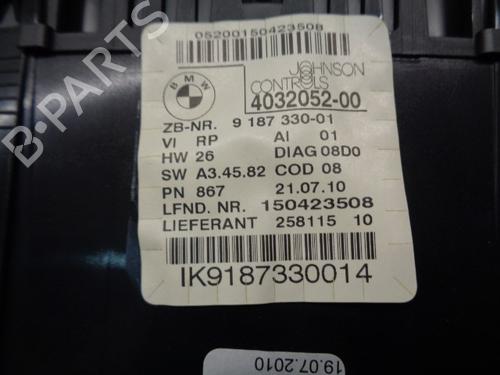 05200150423508
BMW
JOHNSON
CONTROLS
4032052-00
ZB-NR. 9 187 330-01
VI RP AI 01
HW 26 DIAG 08D0
SW A3.45.82 COD 08
PN 867 21.07.10
LFND. NR. 150423508
LIEFERANT 258115 10
IK9187330014
19.07.2010
B-PARTS